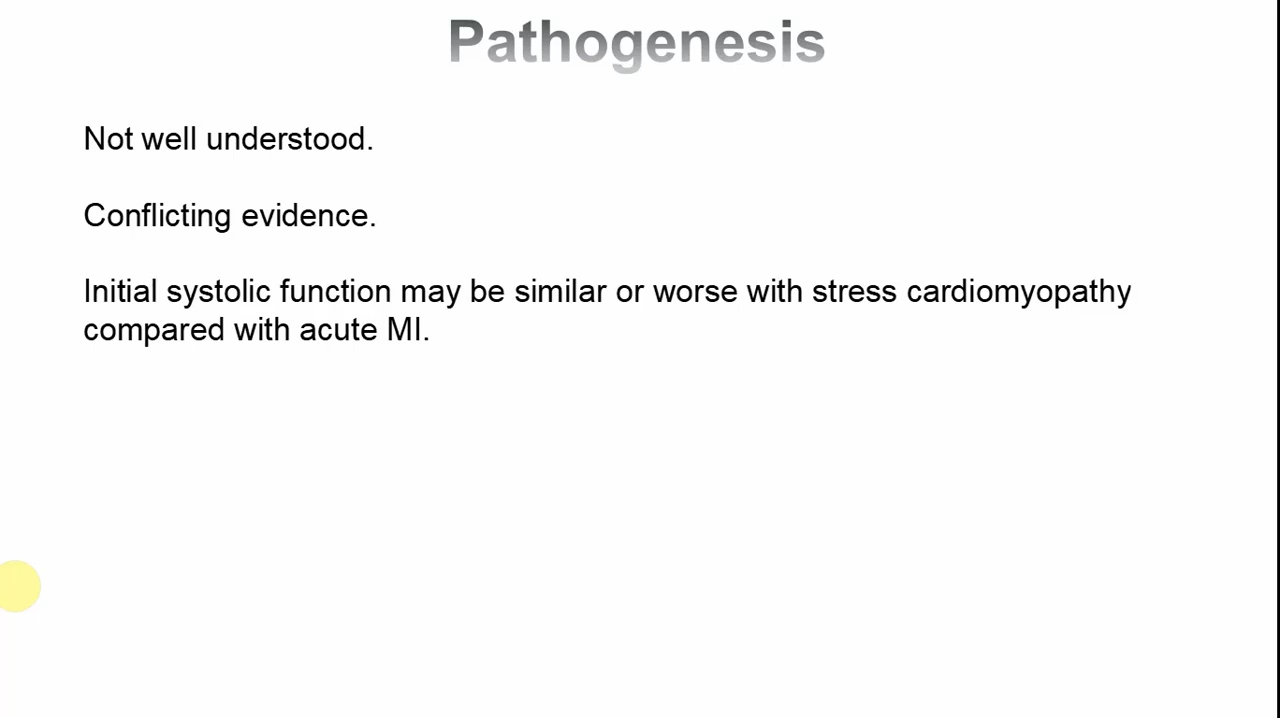 Pathogenesis
Not well understood.
Conflicting evidence.
Initial systolic function may be similar or worse with stress cardiomyopathy
compared with acute MI.